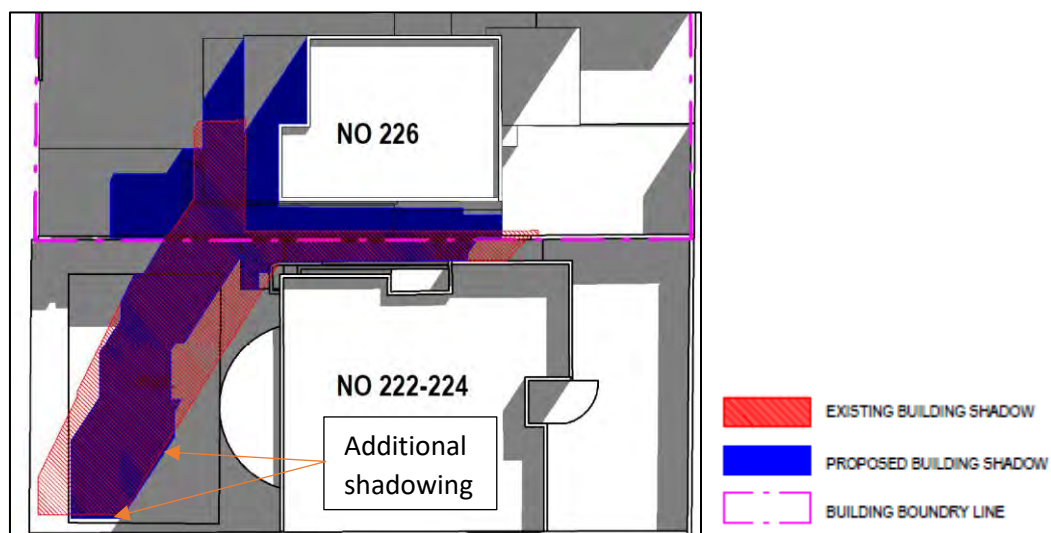 NO 226
NO 222-224
Additional
shadowing
EXISTING BUILDING SHADOW
PROPOSED BUILDING SHADOW
BUILDING BOUNDRY LINE